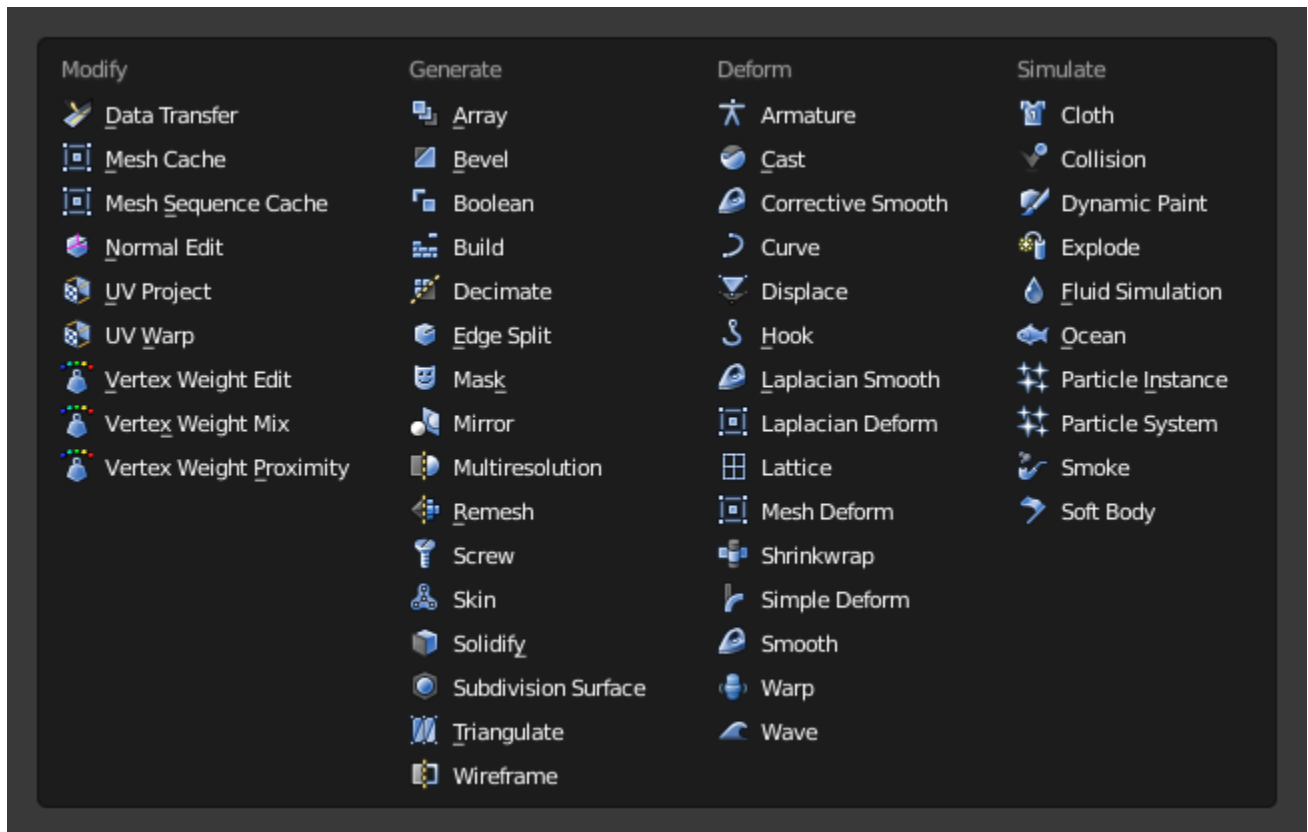 Modify
Data Transfer
Mesh Cache
Mesh Sequence Cache
Normal Edit
UV Project
UV Warp
Vertex Weight Edit
Vertex Weight Mix
Vertex Weight Proximity
Generate
Array
Bevel
Boolean
Build
Decimate
Edge Split
Mask
Mirror
Multiresolution
Remesh
Screw
Skin
Solidify
Subdivision Surface
Triangulate
Wireframe
Deform
Armature
Cast
Corrective Smooth
Curve
Displace
Hook
Laplacian Smooth
Laplacian Deform
Lattice
Mesh Deform
Shrinkwrap
Simple Deform
Smooth
Warp
Wave
Simulate
Cloth
Collision
Dynamic Paint
Explode
Fluid Simulation
Ocean
Particle Instance
Particle System
Smoke
Soft Body